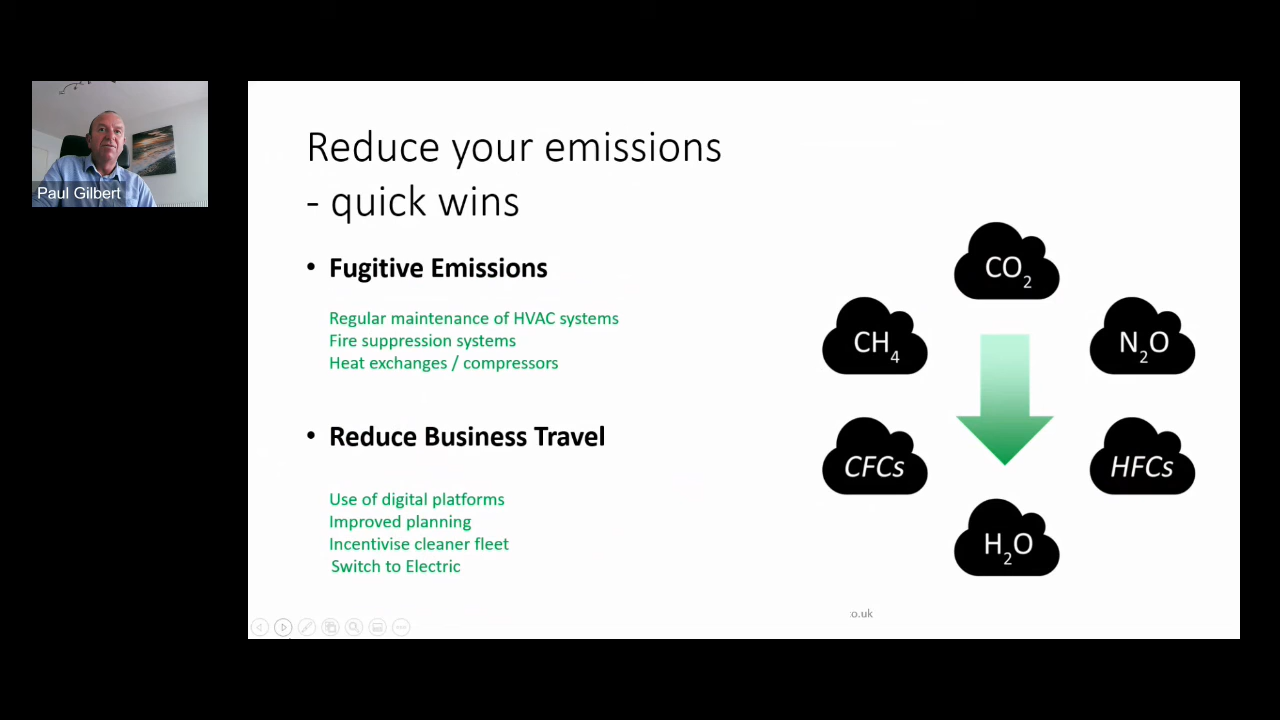 Paul Gilbert
Reduce your emissions
- quick wins
• Fugitive Emissions
Regular maintenance of HVAC systems
Fire suppression systems
Heat exchanges / compressors
• Reduce Business Travel
Use of digital platforms
Improved planning
Incentivise cleaner fleet
Switch to Electric
CO₂
CH₄
N₂O
CFCs
HFCs
H₂O
co.uk